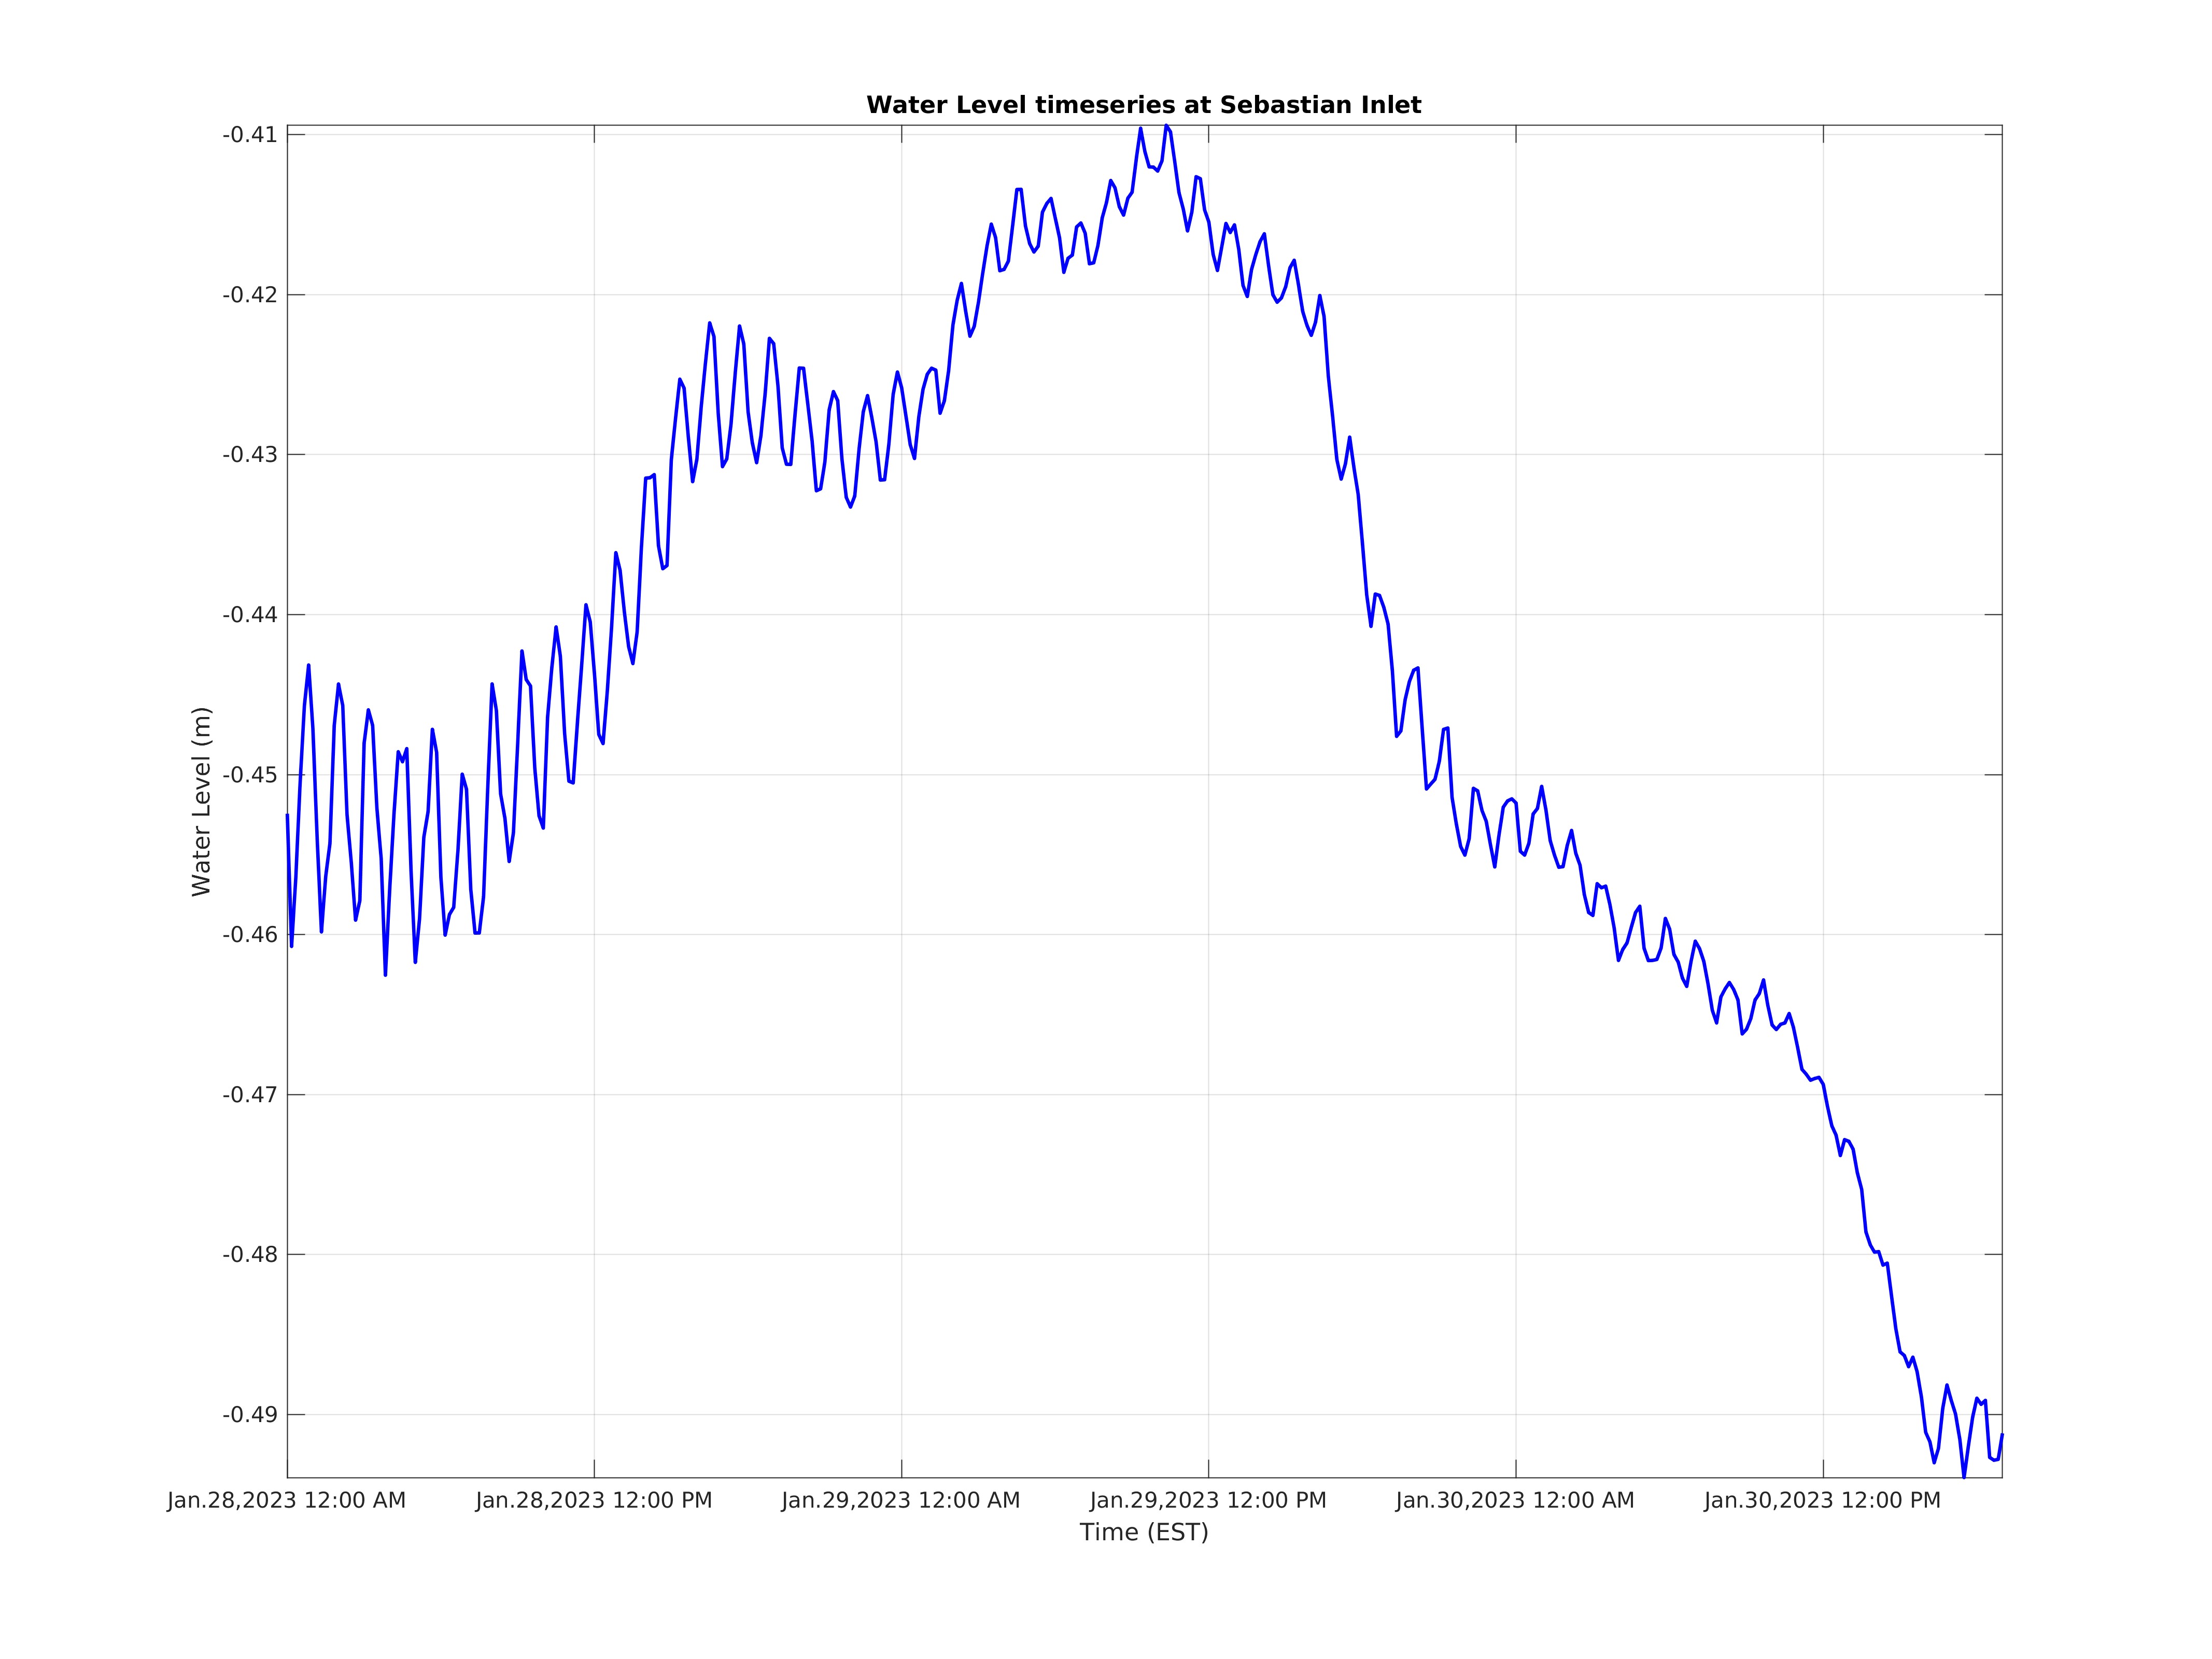 Water Level timeseries at Sebastian Inlet
-0.41
-0.42
-0.43
-0.44
-0.45
-0.46
-0.47
-0.48
-0.49
Water Level (m)
Jan.28,2023 12:00 AM
Jan.28,2023 12:00 PM
Jan.29,2023 12:00 AM
Jan.29,2023 12:00 PM
Jan.30,2023 12:00 AM
Jan.30,2023 12:00 PM
Time (EST)